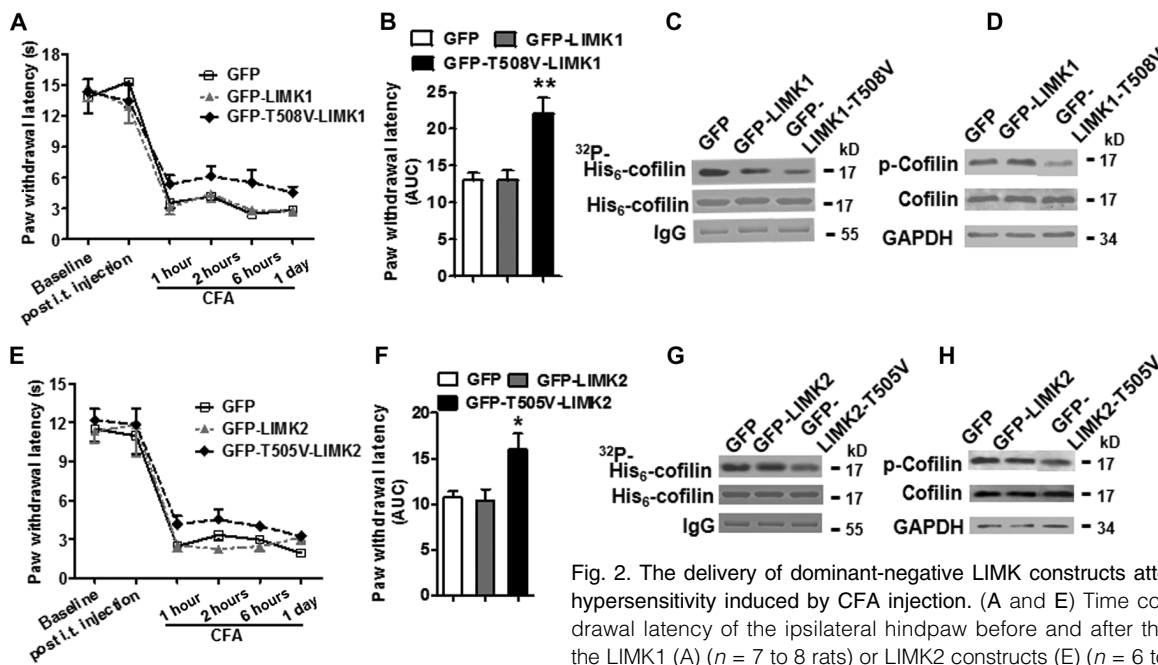 A
Paw withdrawal latency (s)
18
15
12
9
6
3
0
GFP
GFP-LIMK1
GFP-T508V-LIMK1
Baseline
post i.t. injection
1 hour
2 hours
6 hours
1 day
CFA
B
GFP
GFP-LIMK1
GFP-T508V-LIMK1
Paw withdrawal latency
(AUC)
25
20
15
10
5
0
**
C
GFP
GFP-LIMK1
GFP-
LIMK1-T508V
kD
32P-
His6-cofilin
17
His6-cofilin
17
IgG
55
D
GFP
GFP-LIMK1
GFP-
LIMK1-T508V
kD
p-Cofilin
17
Cofilin
17
GAPDH
34
E
Paw withdrawal latency (s)
15
12
9
6
3
0
GFP
GFP-LIMK2
GFP-T505V-LIMK2
Baseline
post i.t. injection
1 hour
2 hours
6 hours
1 day
CFA
F
GFP
GFP-LIMK2
GFP-T505V-LIMK2
Paw withdrawal latency
(AUC)
20
15
10
5
0
*
G
GFP
GFP-LIMK2
GFP-
LIMK2-T505V
kD
32P-
His6-cofilin
17
His6-cofilin
17
IgG
55
H
GFP
GFP-LIMK2
GFP-
LIMK2-T505V
kD
p-Cofilin
17
Cofilin
17
GAPDH
34
Fig. 2. The delivery of dominant-negative LIMK constructs atte
hypersensitivity induced by CFA injection. (A and E) Time co
drawal latency of the ipsilateral hindpaw before and after th
the LIMK1 (A) (n = 7 to 8 rats) or LIMK2 constructs (E) (n = 6 to